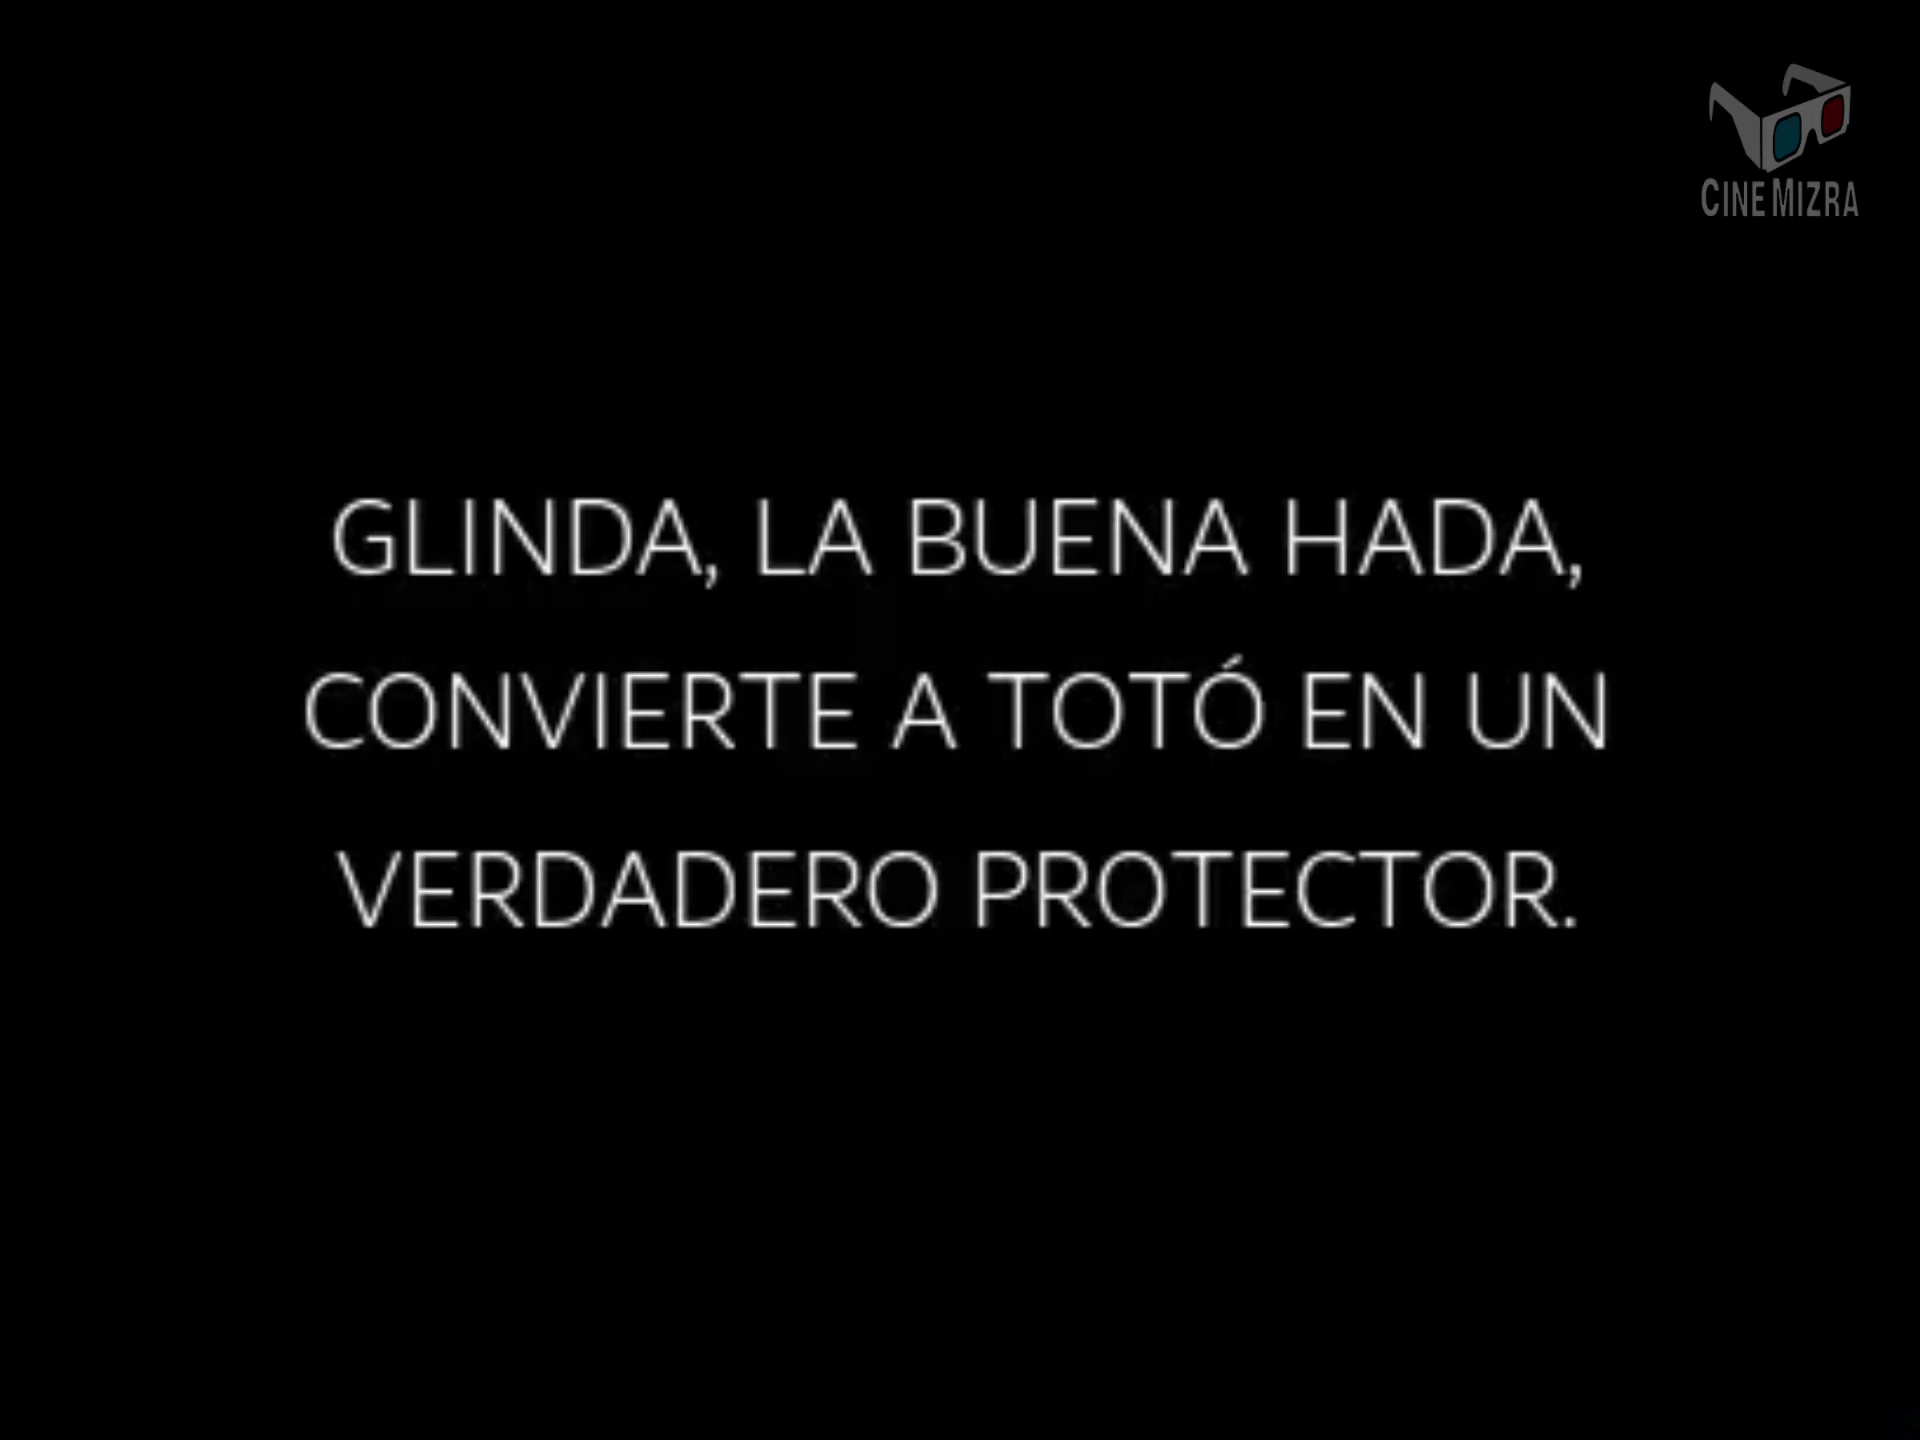 CINE MIZRA
GLINDA, LA BUENA HADA,
CONVIERTE A TOTÓ EN UN
VERDADERO PROTECTOR.